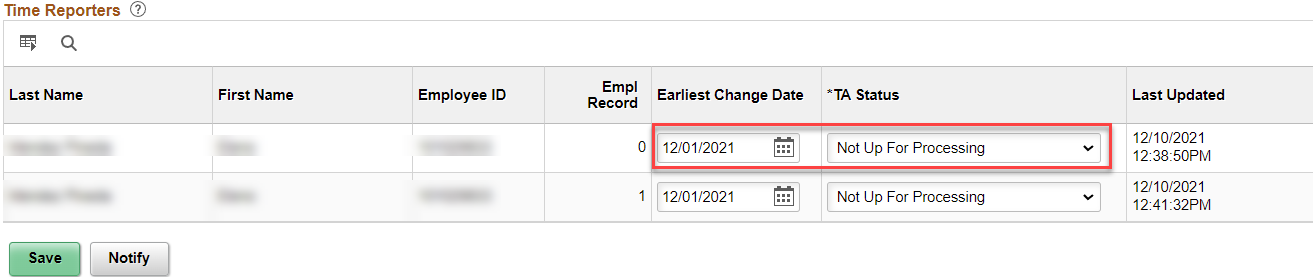 Time Reporters ?
Last Name First Name Employee ID Empl Record Earliest Change Date *TA Status Last Updated
0 12/01/2021 Not Up For Processing 12/10/2021 12:38:50PM
1 12/01/2021 Not Up For Processing 12/10/2021 12:41:32PM
Save Notify